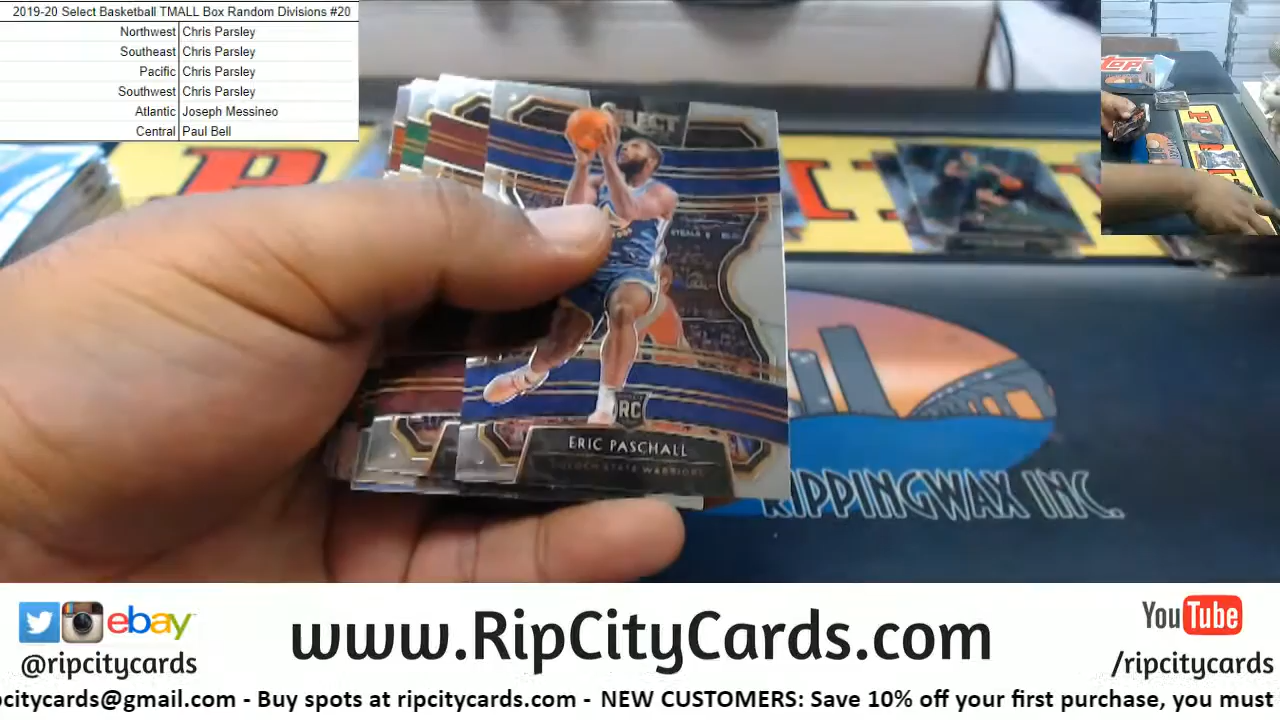 2019-20 Select Basketball TMALL Box Random Divisions #20
Northwest Chris Parsley
Southeast Chris Parsley
Pacific Chris Parsley
Southwest Chris Parsley
Atlantic Joseph Messineo
Central Paul Bell
SELECT
RC
ERIC PASCHALL
GOLDEN STATE WARRIORS
RIPPINGWAX INC.
ebay
@ripcitycards
www.RipCityCards.com
YouTube
/ripcitycards
pcitycards@gmail.com - Buy spots at ripcitycards.com - NEW CUSTOMERS: Save 10% off your first purchase, you must